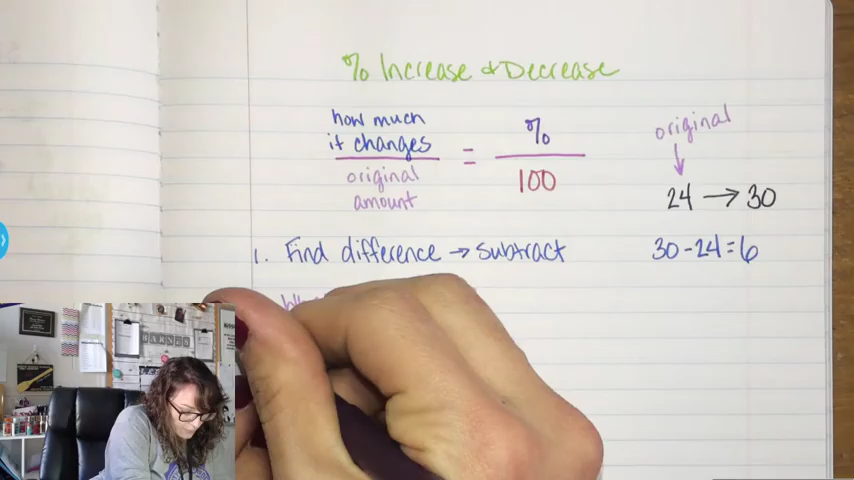 % Increase & Decrease
how much
it changes
original
amount
=
%
100
original
24 → 30
1. Find difference → subtract
30 - 24 = 6
BARNES